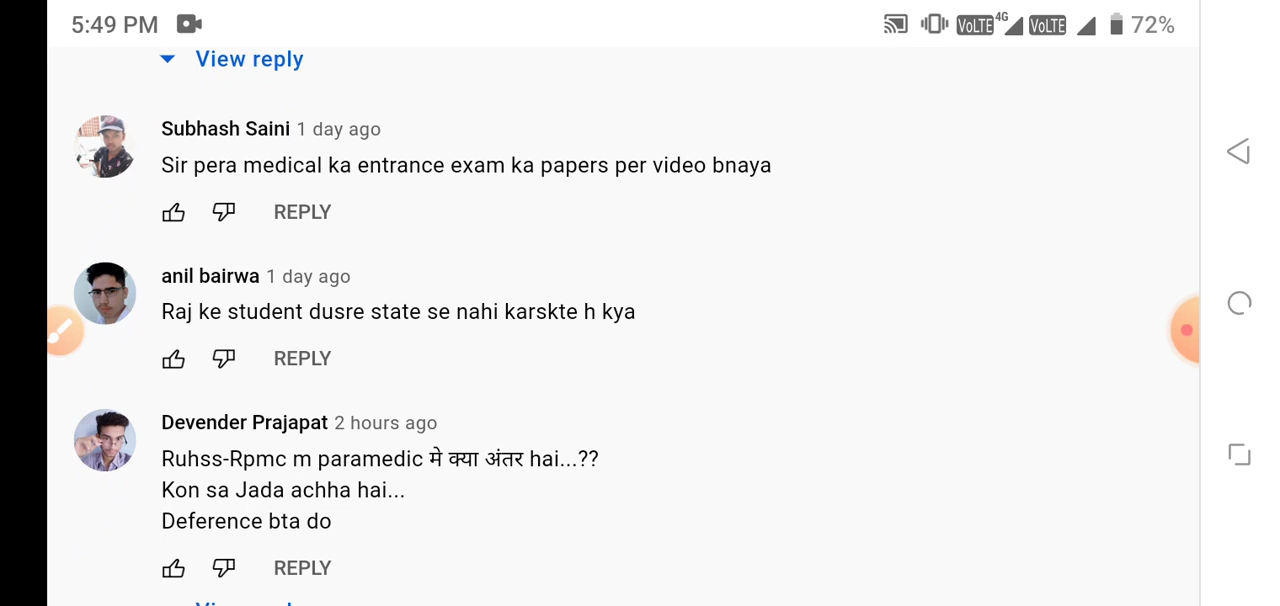 5:49 PM VoLTE 4G VoLTE 72%
View reply
Subhash Saini 1 day ago
Sir pera medical ka entrance exam ka papers per video bnaya
REPLY
anil bairwa 1 day ago
Raj ke student dusre state se nahi karskte h kya
REPLY
Devender Prajapat 2 hours ago
Ruhss-Rpmc m paramedic मे क्या अंतर hai...??
Kon sa Jada achha hai...
Deference bta do
REPLY